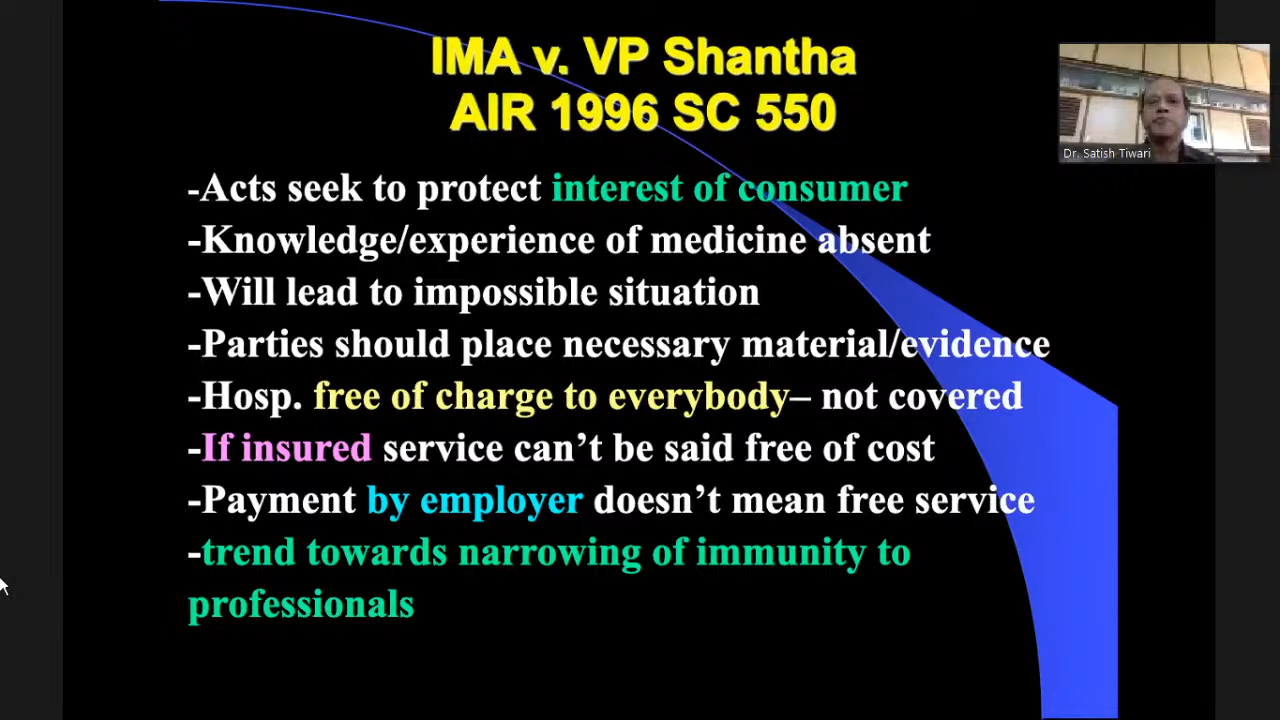 IMA v. VP Shantha
AIR 1996 SC 550
Dr. Satish Tiwari
-Acts seek to protect interest of consumer
-Knowledge/experience of medicine absent
-Will lead to impossible situation
-Parties should place necessary material/evidence
-Hosp. free of charge to everybody– not covered
-If insured service can’t be said free of cost
-Payment by employer doesn’t mean free service
-trend towards narrowing of immunity to
professionals